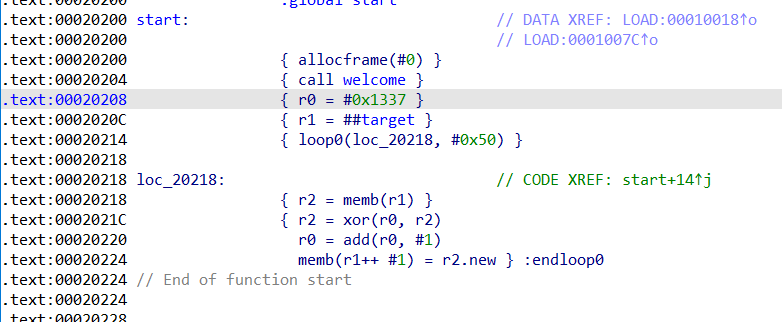 .text:00020200                 .global start
.text:00020200 start:                                  // DATA XREF: LOAD:00010018↑o
.text:00020200                                         // LOAD:0001007C↑o
.text:00020200                 { allocframe(#0) }
.text:00020204                 { call welcome }
.text:00020208                 { r0 = #0x1337 }
.text:0002020C                 { r1 = ##target }
.text:00020214                 { loop0(loc_20218, #0x50) }
.text:00020218
.text:00020218 loc_20218:                              // CODE XREF: start+14↑j
.text:00020218                 { r2 = memb(r1) }
.text:0002021C                 { r2 = xor(r0, r2)
.text:00020220                   r0 = add(r0, #1)
.text:00020224                   memb(r1++ #1) = r2.new } :endloop0
.text:00020224 // End of function start
.text:00020224
.text:00020228